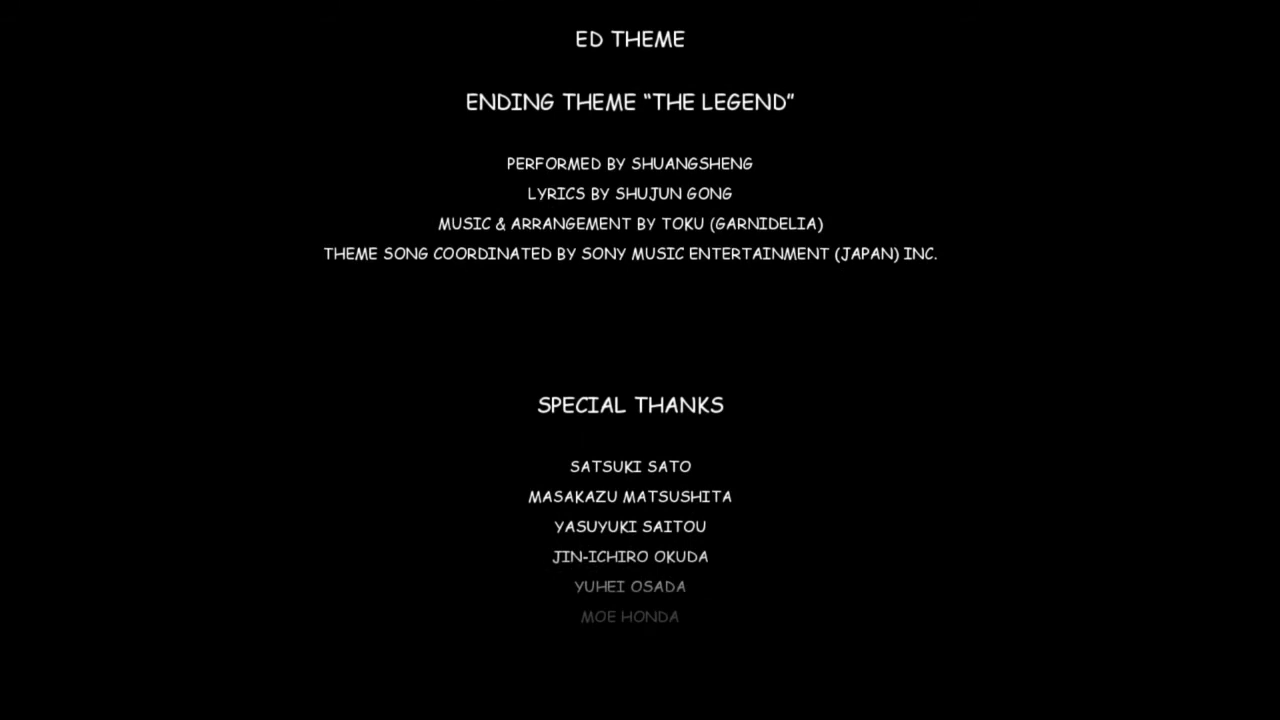 ED THEME
ENDING THEME “THE LEGEND”
PERFORMED BY SHUANGSHENG
LYRICS BY SHUJUN GONG
MUSIC & ARRANGEMENT BY TOKU (GARNIDELIA)
THEME SONG COORDINATED BY SONY MUSIC ENTERTAINMENT (JAPAN) INC.
SPECIAL THANKS
SATSUKI SATO
MASAKAZU MATSUSHITA
YASUYUKI SAITOU
JIN-ICHIRO OKUDA
YUHEI OSADA
MOE HONDA